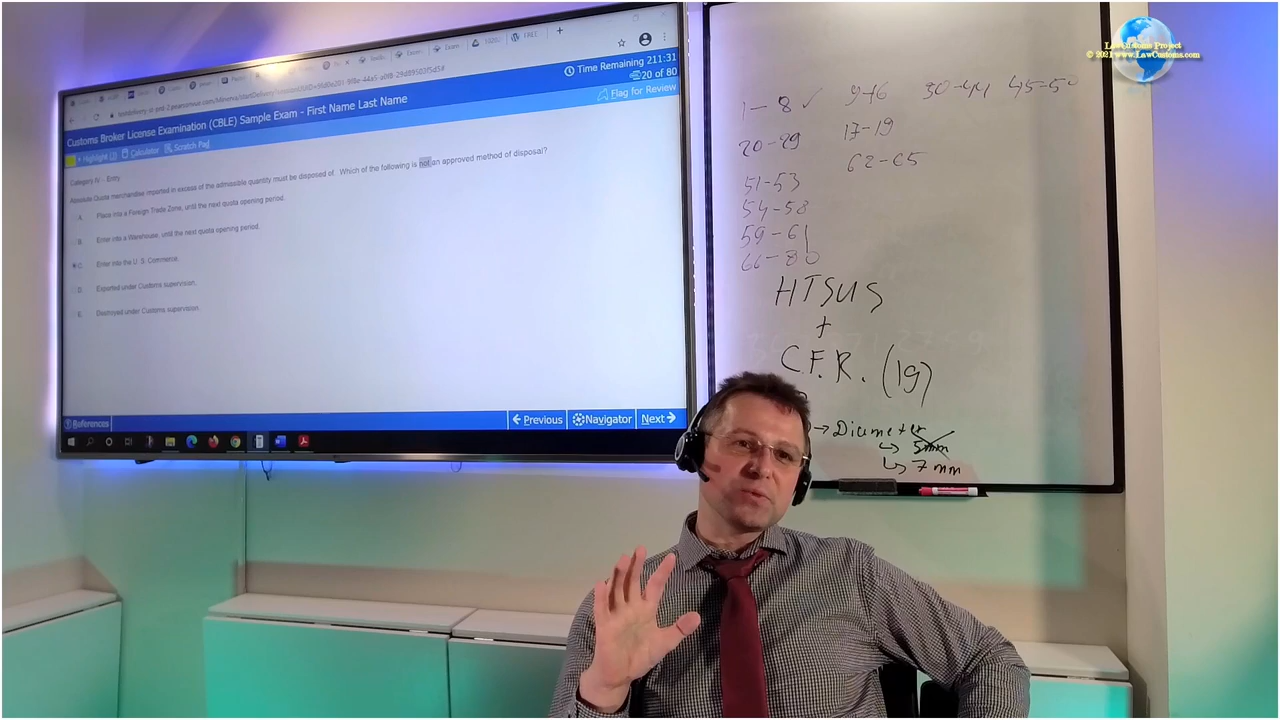 Time Remaining 211:31
20 of 80
Flag for Review
Customs Broker License Examination (CBLE) Sample Exam - First Name Last Name
Highlight Calculator Scratch Pad
Category IV - Entry
Absolute Quota merchandise imported in excess of the admissible quantity must be disposed of. Which of the following is not an approved method of disposal?
A. Place into a Foreign Trade Zone, until the next quota opening period.
B. Enter into a Warehouse, until the next quota opening period.
C. Enter into the U. S. Commerce.
D. Exported under Customs supervision.
E. Destroyed under Customs supervision.
References
Previous Navigator Next
LawCustoms Project
© 2021 www.LawCustoms.com
1-8 ✓ 9-16 30-44 45-50
20-29 17-19
62-65
51-53
54-58
59-61
66-80
HTSUS
+
C.F.R. (19)
→ Diameter
↳ 5mm
↳ 7 mm